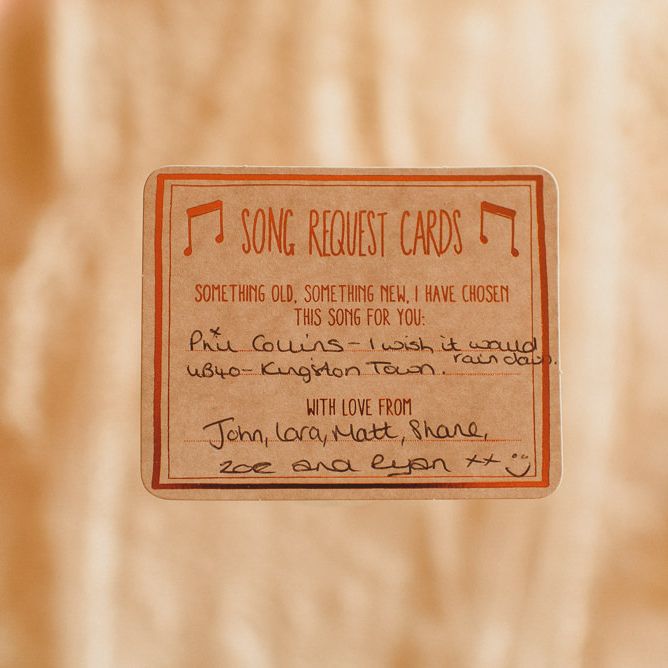 SONG REQUEST CARDS
SOMETHING OLD, SOMETHING NEW, I HAVE CHOSEN
THIS SONG FOR YOU:
Phil Collins - I wish it would
rain down.
UB40 - Kingston Town.
WITH LOVE FROM
John, Lara, Matt, Shane,
Zoe and Ryan xx